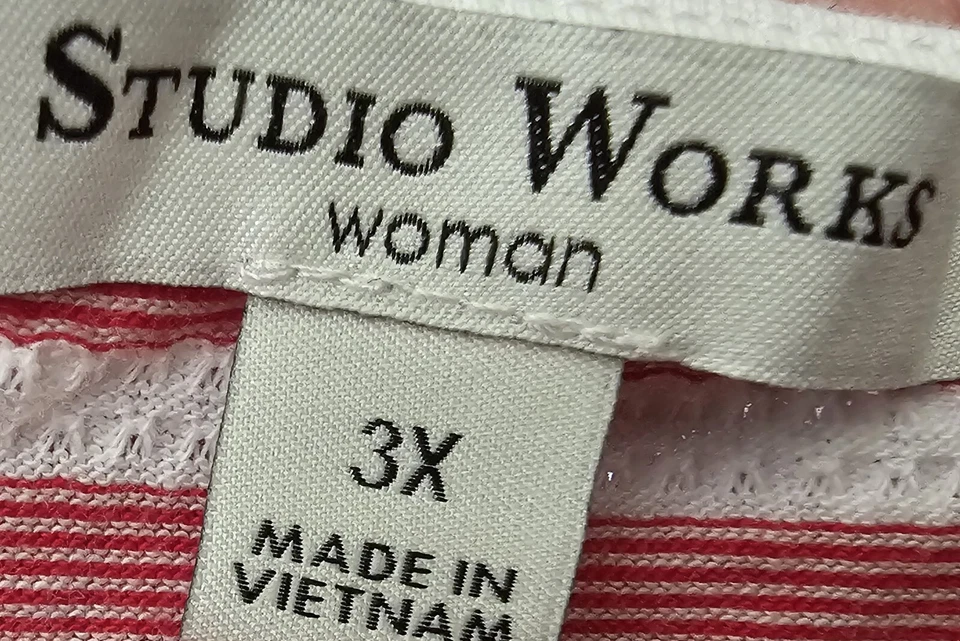 STUDIO WORKS
woman
3X
MADE IN
VIETNAM